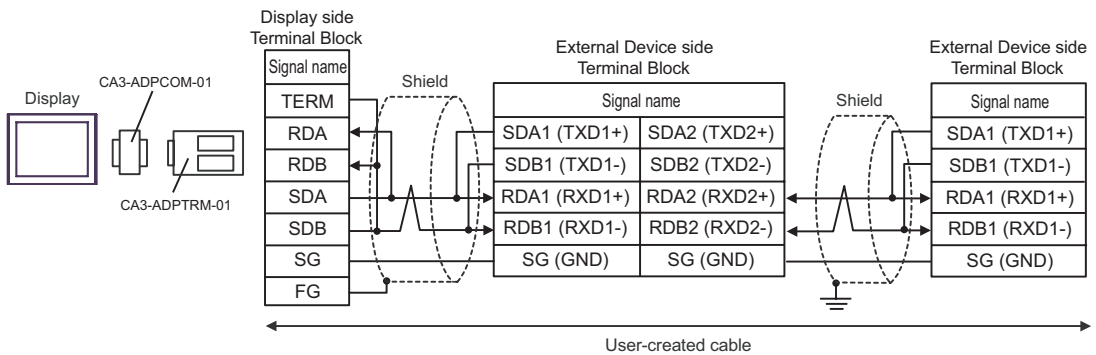 Display
CA3-ADPCOM-01
CA3-ADPTRM-01
Display side
Terminal Block
Signal name
TERM
RDA
RDB
SDA
SDB
SG
FG
Shield
External Device side
Terminal Block
Signal name
SDA1 (TXD1+) SDA2 (TXD2+)
SDB1 (TXD1-) SDB2 (TXD2-)
RDA1 (RXD1+) RDA2 (RXD2+)
RDB1 (RXD1-) RDB2 (RXD2-)
SG (GND) SG (GND)
Shield
External Device side
Terminal Block
Signal name
SDA1 (TXD1+)
SDB1 (TXD1-)
RDA1 (RXD1+)
RDB1 (RXD1-)
SG (GND)
User-created cable